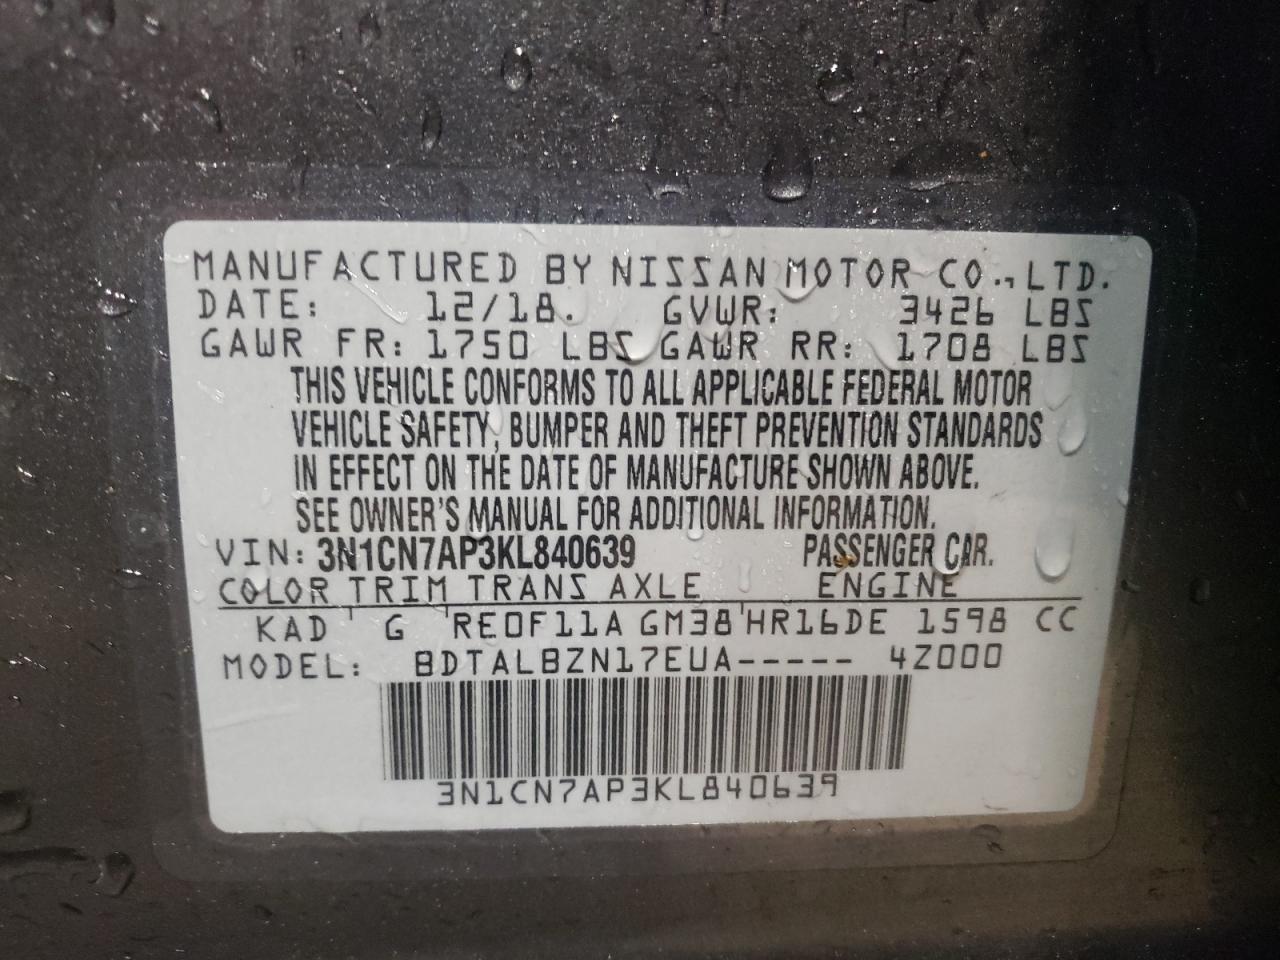 MANUFACTURED BY NISSAN MOTOR CO., LTD.
DATE: 12/18. GVWR: 3426 LBS
GAWR FR: 1750 LBS GAWR RR: 1708 LBS
THIS VEHICLE CONFORMS TO ALL APPLICABLE FEDERAL MOTOR
VEHICLE SAFETY, BUMPER AND THEFT PREVENTION STANDARDS
IN EFFECT ON THE DATE OF MANUFACTURE SHOWN ABOVE.
SEE OWNER'S MANUAL FOR ADDITIONAL INFORMATION.
VIN: 3N1CN7AP3KL840639 PASSENGER CAR.
COLOR TRIM TRANS AXLE ENGINE
KAD G RE0F11A GM38 HR16DE 1598 CC
MODEL: BDTALBZN17EUA----- 4Z000
3N1CN7AP3KL840639